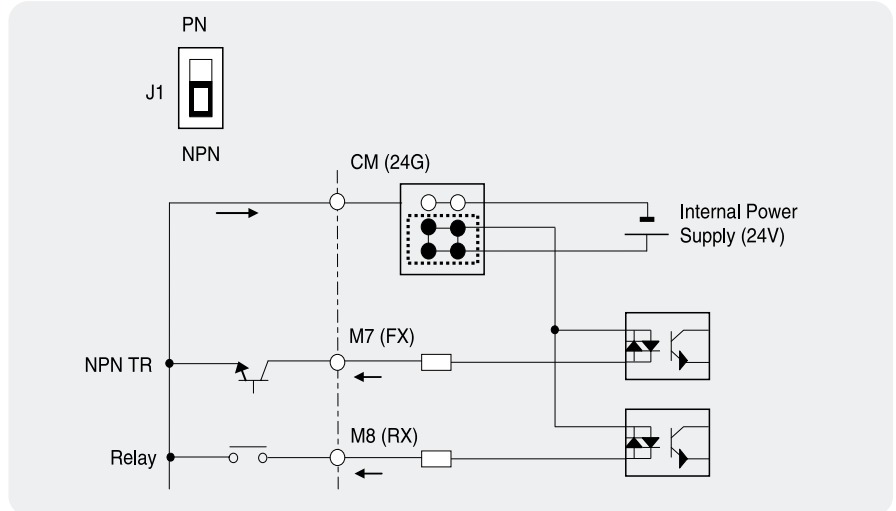 PN
J1
NPN
CM (24G)
Internal Power
Supply (24V)
M7 (FX)
NPN TR
M8 (RX)
Relay